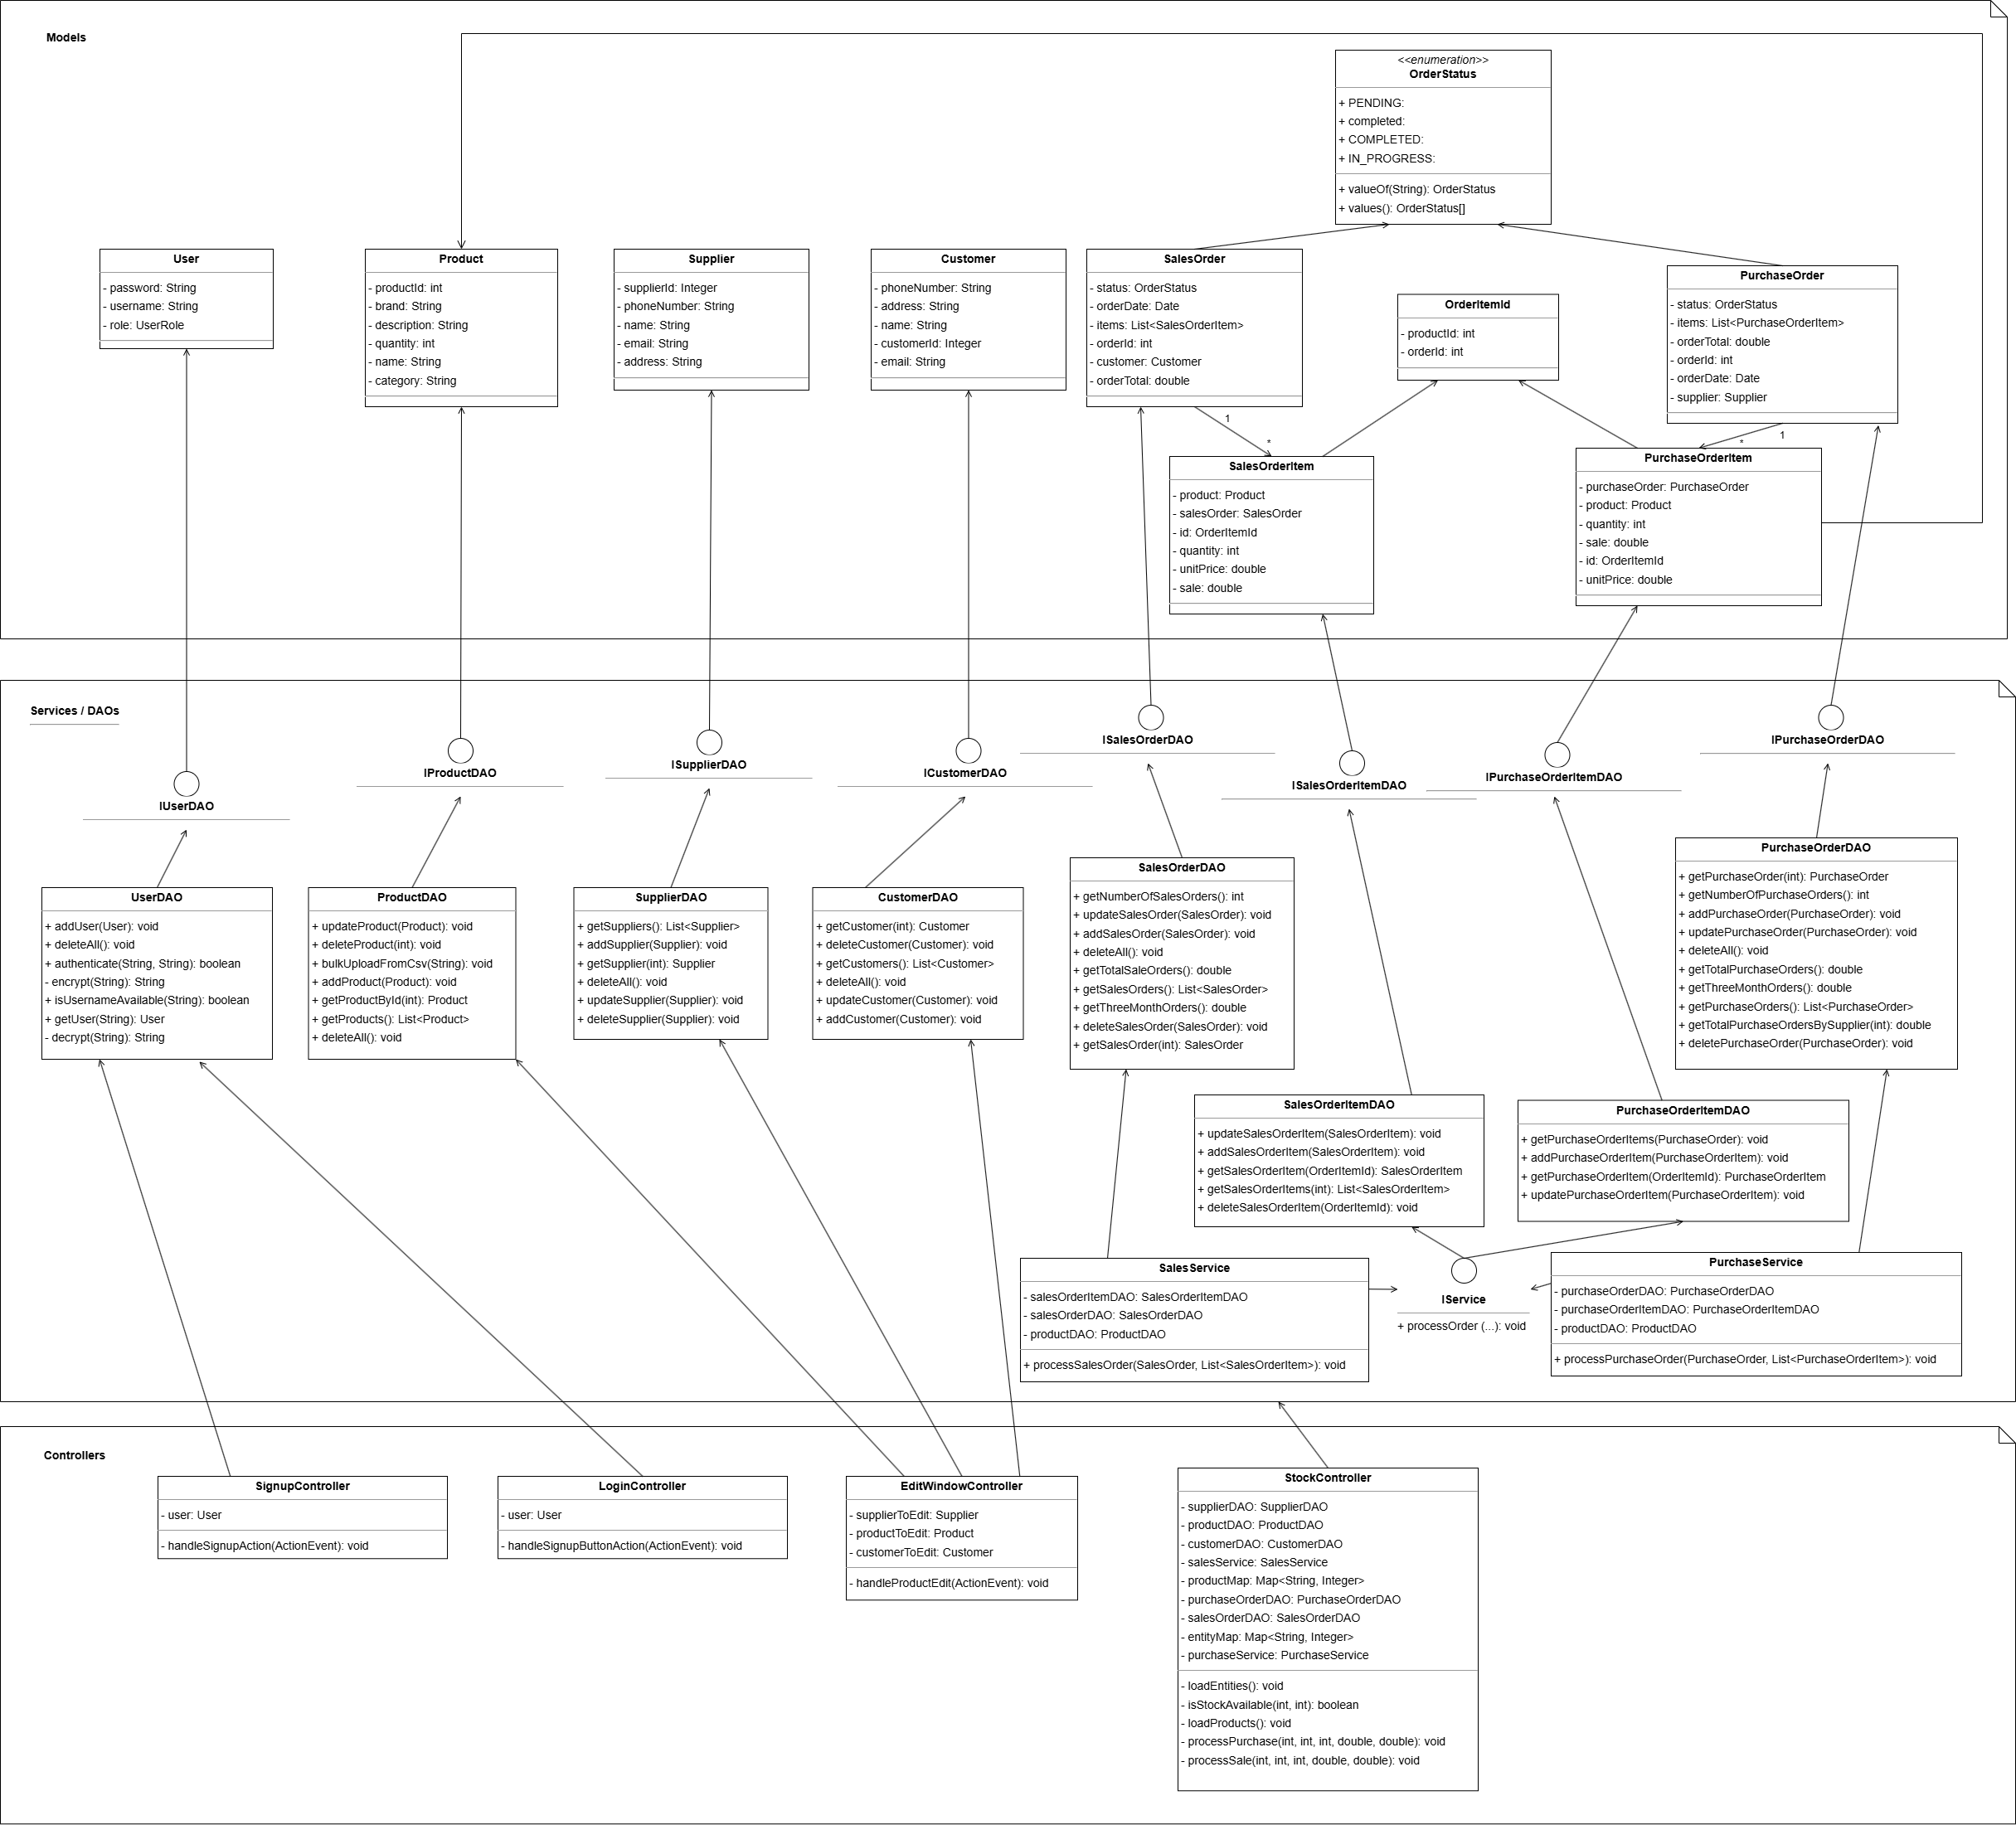 Models
<<enumeration>>
OrderStatus
+ PENDING:
+ completed:
+ COMPLETED:
+ IN_PROGRESS:
+ valueOf(String): OrderStatus
+ values(): OrderStatus[]
User
- password: String
- username: String
- role: UserRole
Product
- productId: int
- brand: String
- description: String
- quantity: int
- name: String
- category: String
Supplier
- supplierId: Integer
- phoneNumber: String
- name: String
- email: String
- address: String
Customer
- phoneNumber: String
- address: String
- name: String
- customerId: Integer
- email: String
SalesOrder
- status: OrderStatus
- orderDate: Date
- items: List<SalesOrderItem>
- orderId: int
- customer: Customer
- orderTotal: double
OrderItemId
- productId: int
- orderId: int
PurchaseOrder
- status: OrderStatus
- items: List<PurchaseOrderItem>
- orderTotal: double
- orderId: int
- orderDate: Date
- supplier: Supplier
1
*
1
*
SalesOrderItem
- product: Product
- salesOrder: SalesOrder
- id: OrderItemId
- quantity: int
- unitPrice: double
- sale: double
PurchaseOrderItem
- purchaseOrder: PurchaseOrder
- product: Product
- quantity: int
- sale: double
- id: OrderItemId
- unitPrice: double
Services / DAOs
IUserDAO
IProductDAO
ISupplierDAO
ICustomerDAO
ISalesOrderDAO
ISalesOrderItemDAO
IPurchaseOrderItemDAO
IPurchaseOrderDAO
UserDAO
+ addUser(User): void
+ deleteAll(): void
+ authenticate(String, String): boolean
- encrypt(String): String
+ isUsernameAvailable(String): boolean
+ getUser(String): User
- decrypt(String): String
ProductDAO
+ updateProduct(Product): void
+ deleteProduct(int): void
+ bulkUploadFromCsv(String): void
+ addProduct(Product): void
+ getProductById(int): Product
+ getProducts(): List<Product>
+ deleteAll(): void
SupplierDAO
+ getSuppliers(): List<Supplier>
+ addSupplier(Supplier): void
+ getSupplier(int): Supplier
+ deleteAll(): void
+ updateSupplier(Supplier): void
+ deleteSupplier(Supplier): void
CustomerDAO
+ getCustomer(int): Customer
+ deleteCustomer(Customer): void
+ getCustomers(): List<Customer>
+ deleteAll(): void
+ updateCustomer(Customer): void
+ addCustomer(Customer): void
SalesOrderDAO
+ getNumberOfSalesOrders(): int
+ updateSalesOrder(SalesOrder): void
+ addSalesOrder(SalesOrder): void
+ deleteAll(): void
+ getTotalSaleOrders(): double
+ getSalesOrders(): List<SalesOrder>
+ getThreeMonthOrders(): double
+ deleteSalesOrder(SalesOrder): void
+ getSalesOrder(int): SalesOrder
PurchaseOrderDAO
+ getPurchaseOrder(int): PurchaseOrder
+ getNumberOfPurchaseOrders(): int
+ addPurchaseOrder(PurchaseOrder): void
+ updatePurchaseOrder(PurchaseOrder): void
+ deleteAll(): void
+ getTotalPurchaseOrders(): double
+ getThreeMonthOrders(): double
+ getPurchaseOrders(): List<PurchaseOrder>
+ getTotalPurchaseOrdersBySupplier(int): double
+ deletePurchaseOrder(PurchaseOrder): void
SalesOrderItemDAO
+ updateSalesOrderItem(SalesOrderItem): void
+ addSalesOrderItem(SalesOrderItem): void
+ getSalesOrderItem(OrderItemId): SalesOrderItem
+ getSalesOrderItems(int): List<SalesOrderItem>
+ deleteSalesOrderItem(OrderItemId): void
PurchaseOrderItemDAO
+ getPurchaseOrderItems(PurchaseOrder): void
+ addPurchaseOrderItem(PurchaseOrderItem): void
+ getPurchaseOrderItem(OrderItemId): PurchaseOrderItem
+ updatePurchaseOrderItem(PurchaseOrderItem): void
SalesService
- salesOrderItemDAO: SalesOrderItemDAO
- salesOrderDAO: SalesOrderDAO
- productDAO: ProductDAO
+ processSalesOrder(SalesOrder, List<SalesOrderItem>): void
IService
+ processOrder (...): void
PurchaseService
- purchaseOrderDAO: PurchaseOrderDAO
- purchaseOrderItemDAO: PurchaseOrderItemDAO
- productDAO: ProductDAO
+ processPurchaseOrder(PurchaseOrder, List<PurchaseOrderItem>): void
Controllers
SignupController
- user: User
- handleSignupAction(ActionEvent): void
LoginController
- user: User
- handleSignupButtonAction(ActionEvent): void
EditWindowController
- supplierToEdit: Supplier
- productToEdit: Product
- customerToEdit: Customer
- handleProductEdit(ActionEvent): void
StockController
- supplierDAO: SupplierDAO
- productDAO: ProductDAO
- customerDAO: CustomerDAO
- salesService: SalesService
- productMap: Map<String, Integer>
- purchaseOrderDAO: PurchaseOrderDAO
- salesOrderDAO: SalesOrderDAO
- entityMap: Map<String, Integer>
- purchaseService: PurchaseService
- loadEntities(): void
- isStockAvailable(int, int): boolean
- loadProducts(): void
- processPurchase(int, int, int, double, double): void
- processSale(int, int, int, double, double): void